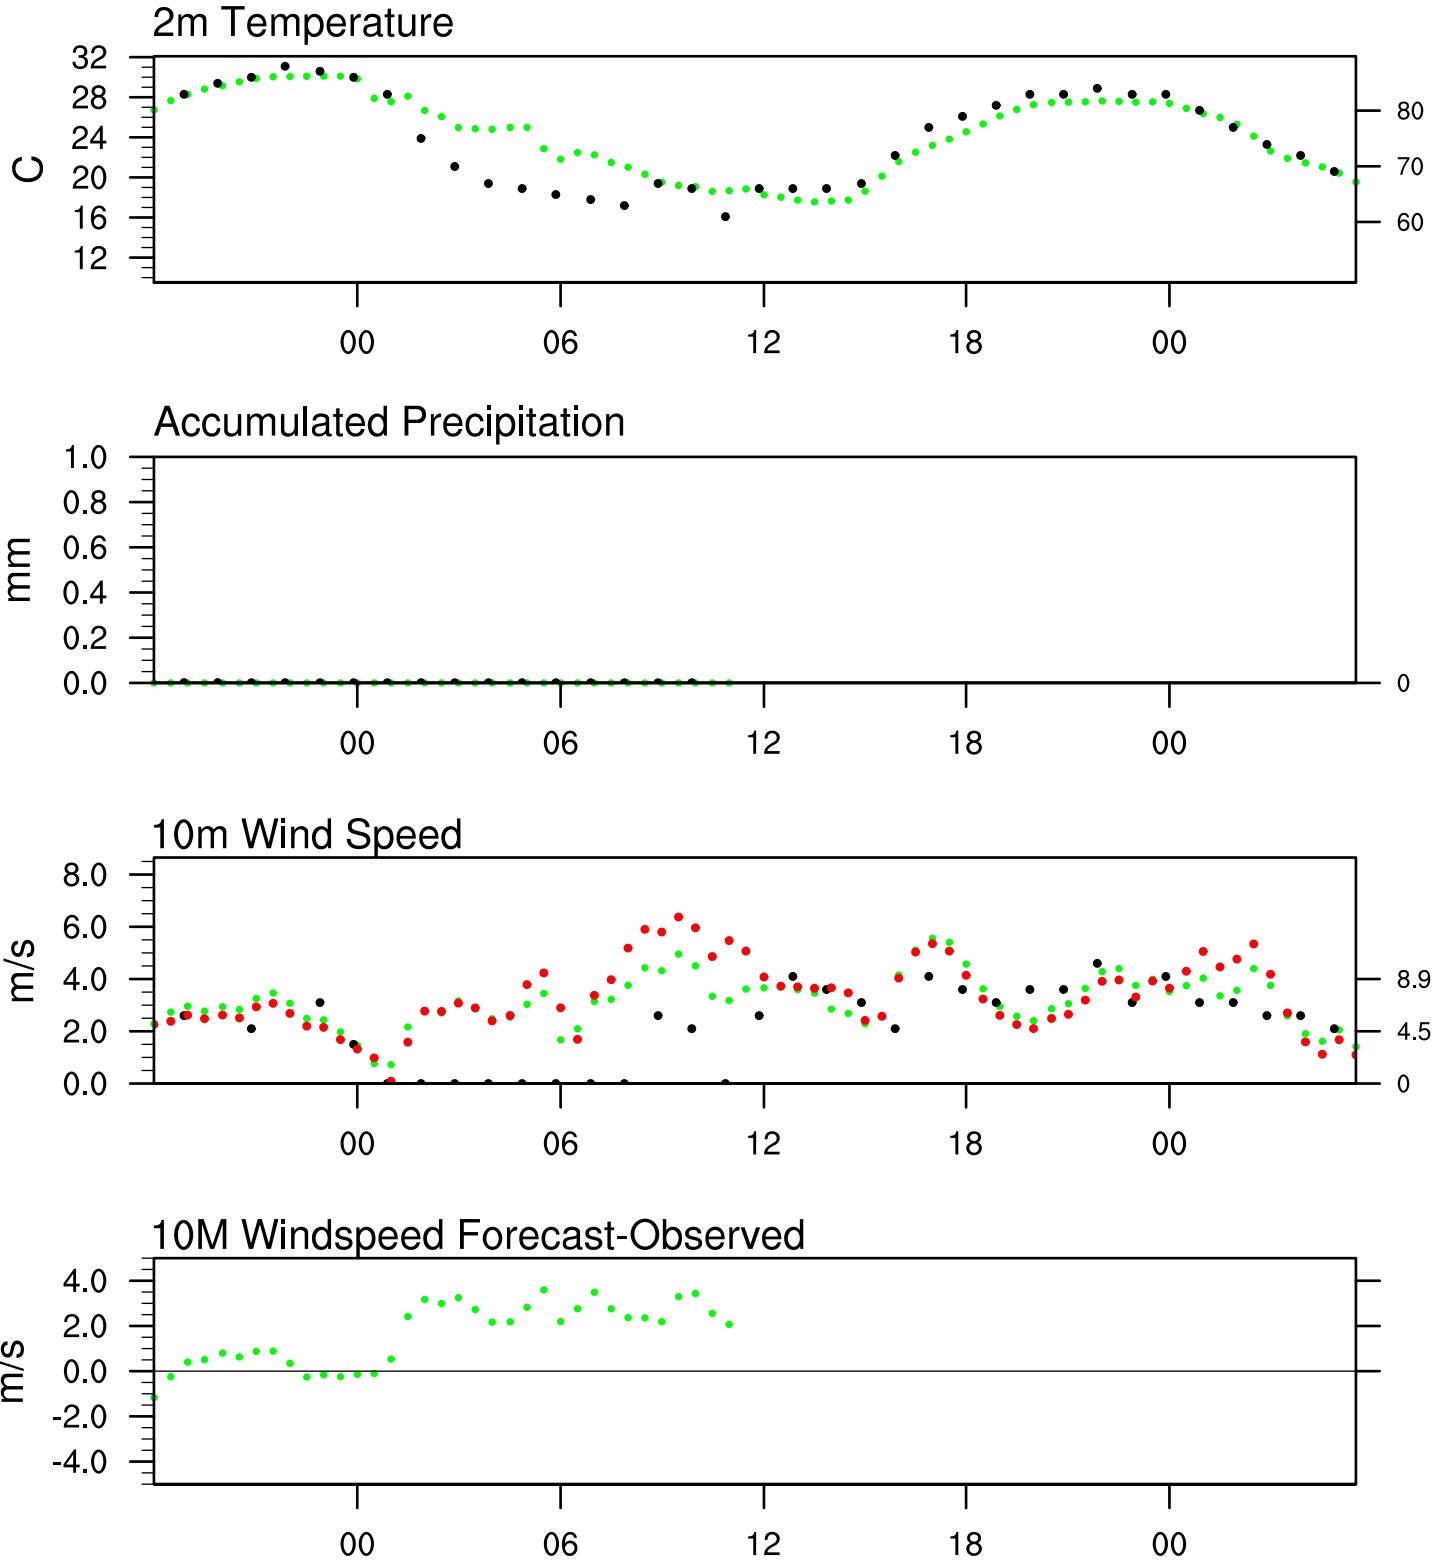 2m Temperature
32
28
24
20
16
12
C
80
70
60
00 06 12 18 00
Accumulated Precipitation
1.0
0.8
0.6
0.4
0.2
0.0
mm
0
00 06 12 18 00
10m Wind Speed
8.0
6.0
4.0
2.0
0.0
m/s
8.9
4.5
0
00 06 12 18 00
10M Windspeed Forecast-Observed
4.0
2.0
0.0
-2.0
-4.0
m/s
00 06 12 18 00